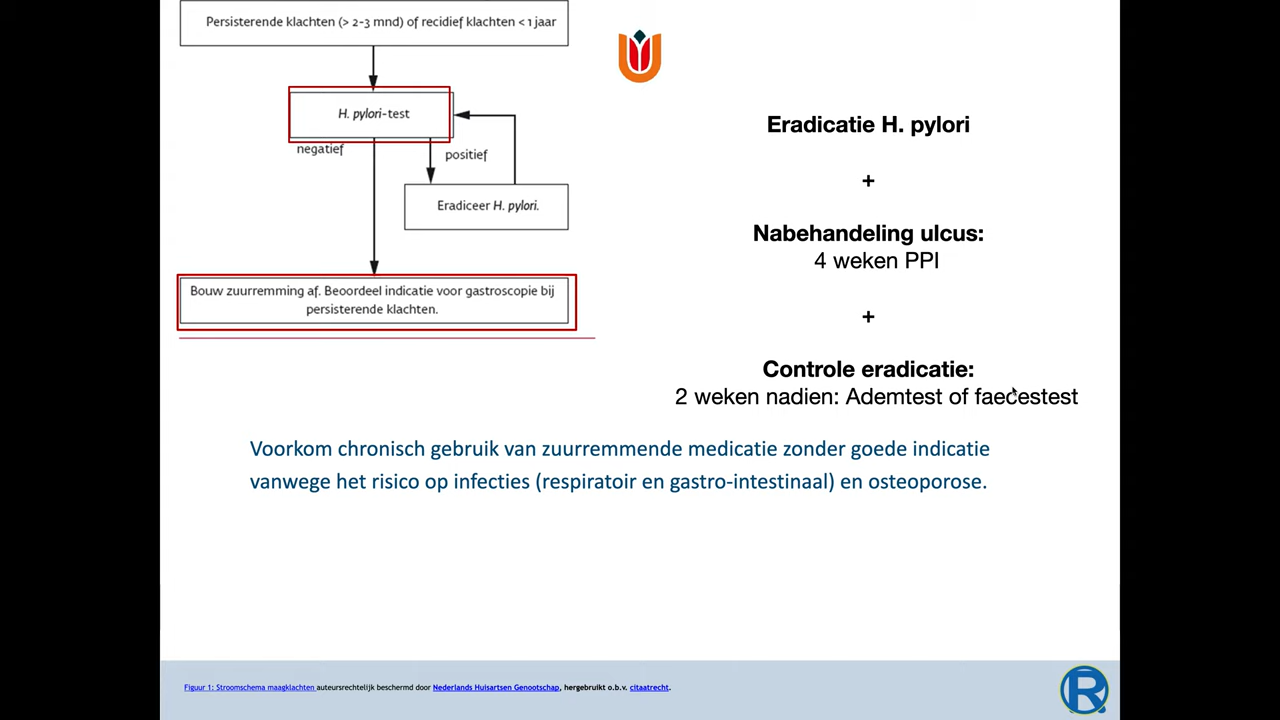 Persisterende klachten (> 2-3 mnd) of recidief klachten < 1 jaar
H. pylori-test
negatief
positief
Eradiceer H. pylori.
Bouw zuurremming af. Beoordeel indicatie voor gastroscopie bij
persisterende klachten.
Eradicatie H. pylori
+
Nabehandeling ulcus:
4 weken PPI
+
Controle eradicatie:
2 weken nadien: Ademtest of faecestest
Voorkom chronisch gebruik van zuurremmende medicatie zonder goede indicatie
vanwege het risico op infecties (respiratoir en gastro-intestinaal) en osteoporose.
Figuur 1: Stroomschema maagklachten auteursrechtelijk beschermd door Nederlands Huisartsen Genootschap, hergebruikt o.b.v. citaatrecht.
R